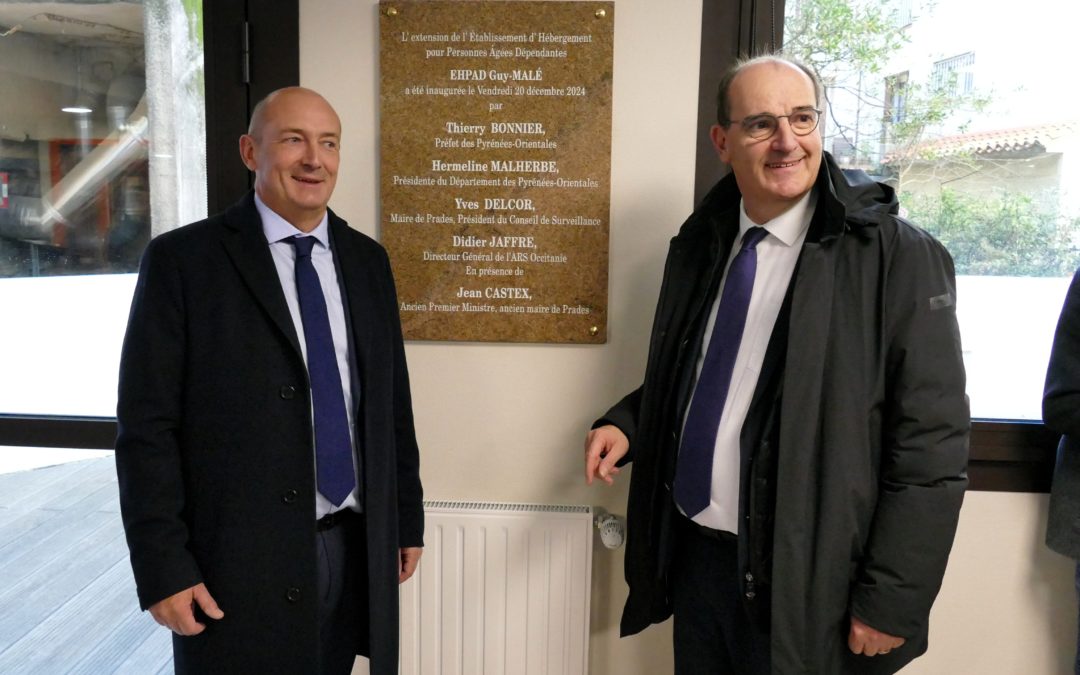 L' extension de l' Établissement d' Hébergement
pour Personnes Âgées Dépendantes
EHPAD Guy-MALÉ
a été inaugurée le Vendredi 20 décembre 2024
par
Thierry BONNIER,
Préfet des Pyrénées-Orientales
Hermeline MALHERBE,
Présidente du Département des Pyrénées-Orientales
Yves DELCOR,
Maire de Prades, Président du Conseil de Surveillance
Didier JAFFRE,
Directeur Général de l'ARS Occitanie
En présence de
Jean CASTEX,
Ancien Premier Ministre, ancien maire de Prades